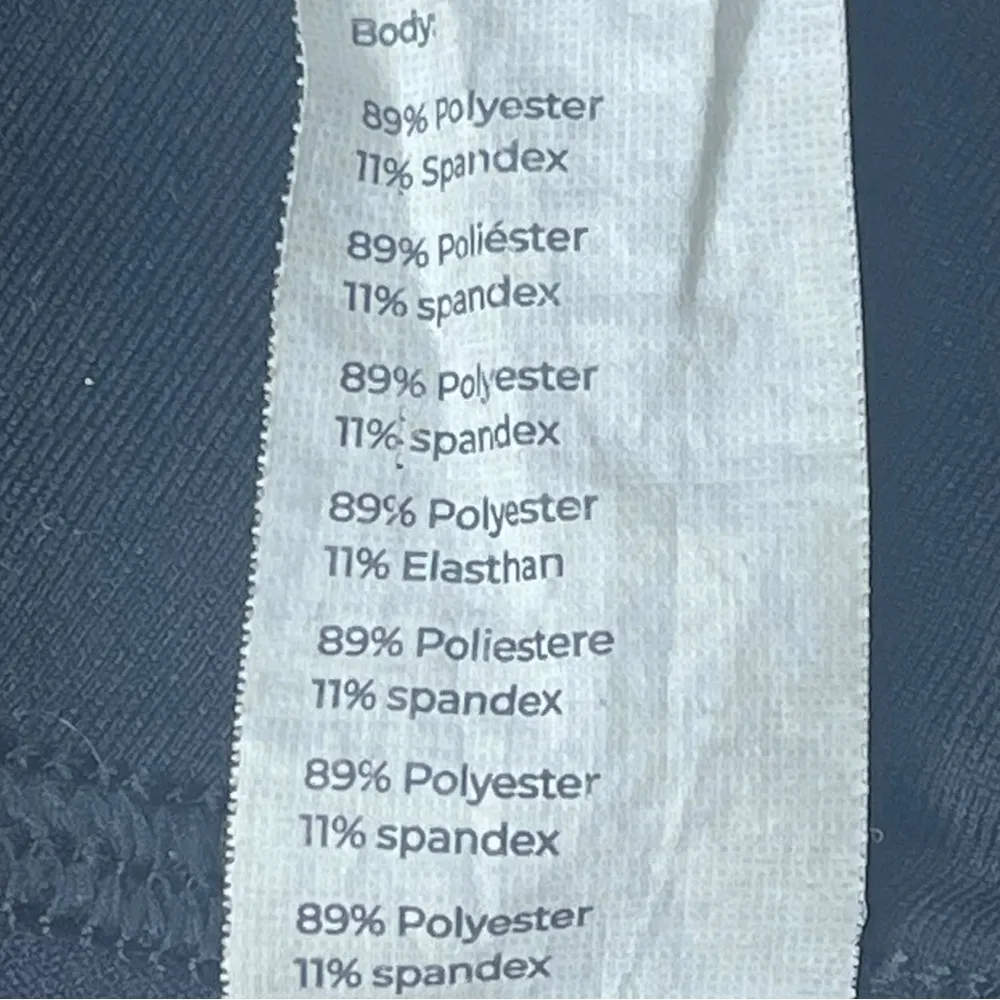 Body:
89% Polyester
11% Spandex
89% Poliéster
11% spandex
89% polyester
11% spandex
89% Polyester
11% Elasthan
89% Poliestere
11% spandex
89% Polyester
11% spandex
89% Polyester
11% spandex